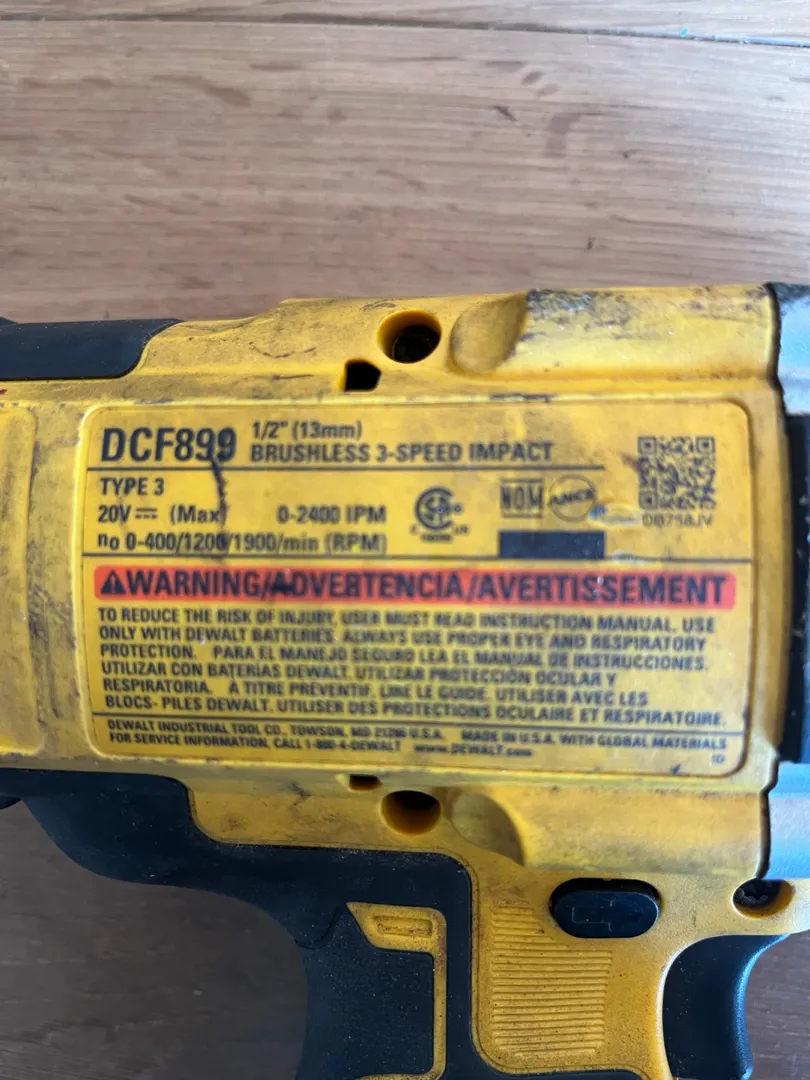 DCF899
1/2" (13mm)
BRUSHLESS 3-SPEED IMPACT
TYPE 3
20V (Max) 0-2400 IPM
no 0-400/1200/1900/min (RPM)
NOM ANCE
DB758JV
WARNING/ADVERTENCIA/AVERTISSEMENT
TO REDUCE THE RISK OF INJURY, USER MUST READ INSTRUCTION MANUAL. USE
ONLY WITH DEWALT BATTERIES. ALWAYS USE PROPER EYE AND RESPIRATORY
PROTECTION. PARA EL MANEJO SEGURO LEA EL MANUAL DE INSTRUCCIONES.
UTILIZAR CON BATERÍAS DEWALT. UTILIZAR PROTECCIÓN OCULAR Y
RESPIRATORIA. À TITRE PRÉVENTIF, LIRE LE GUIDE. UTILISER AVEC LES
BLOCS- PILES DEWALT. UTILISER DES PROTECTIONS OCULAIRE ET RESPIRATOIRE.
DEWALT INDUSTRIAL TOOL CO., TOWSON, MD 21286 U.S.A. MADE IN U.S.A. WITH GLOBAL MATERIALS
FOR SERVICE INFORMATION, CALL 1-800-4-DEWALT www.DEWALT.com